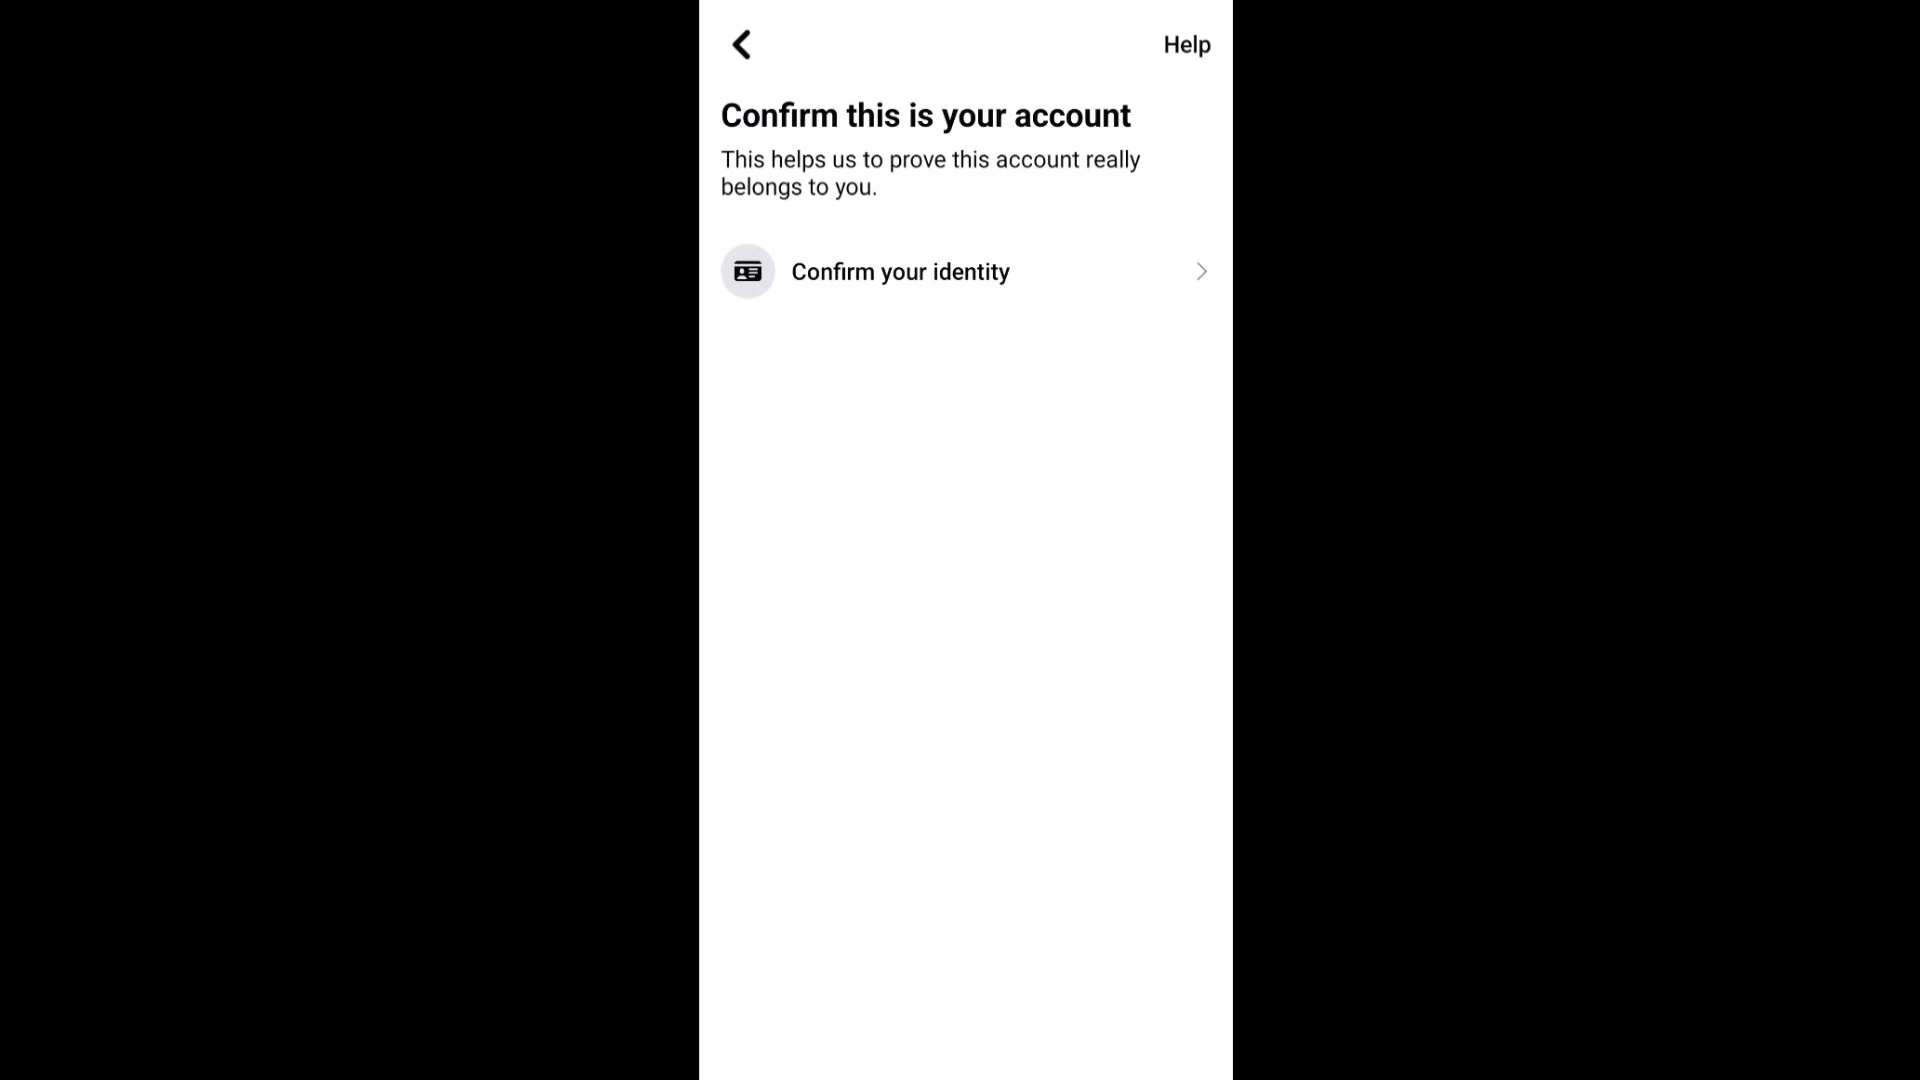 Help
Confirm this is your account
This helps us to prove this account really
belongs to you.
Confirm your identity